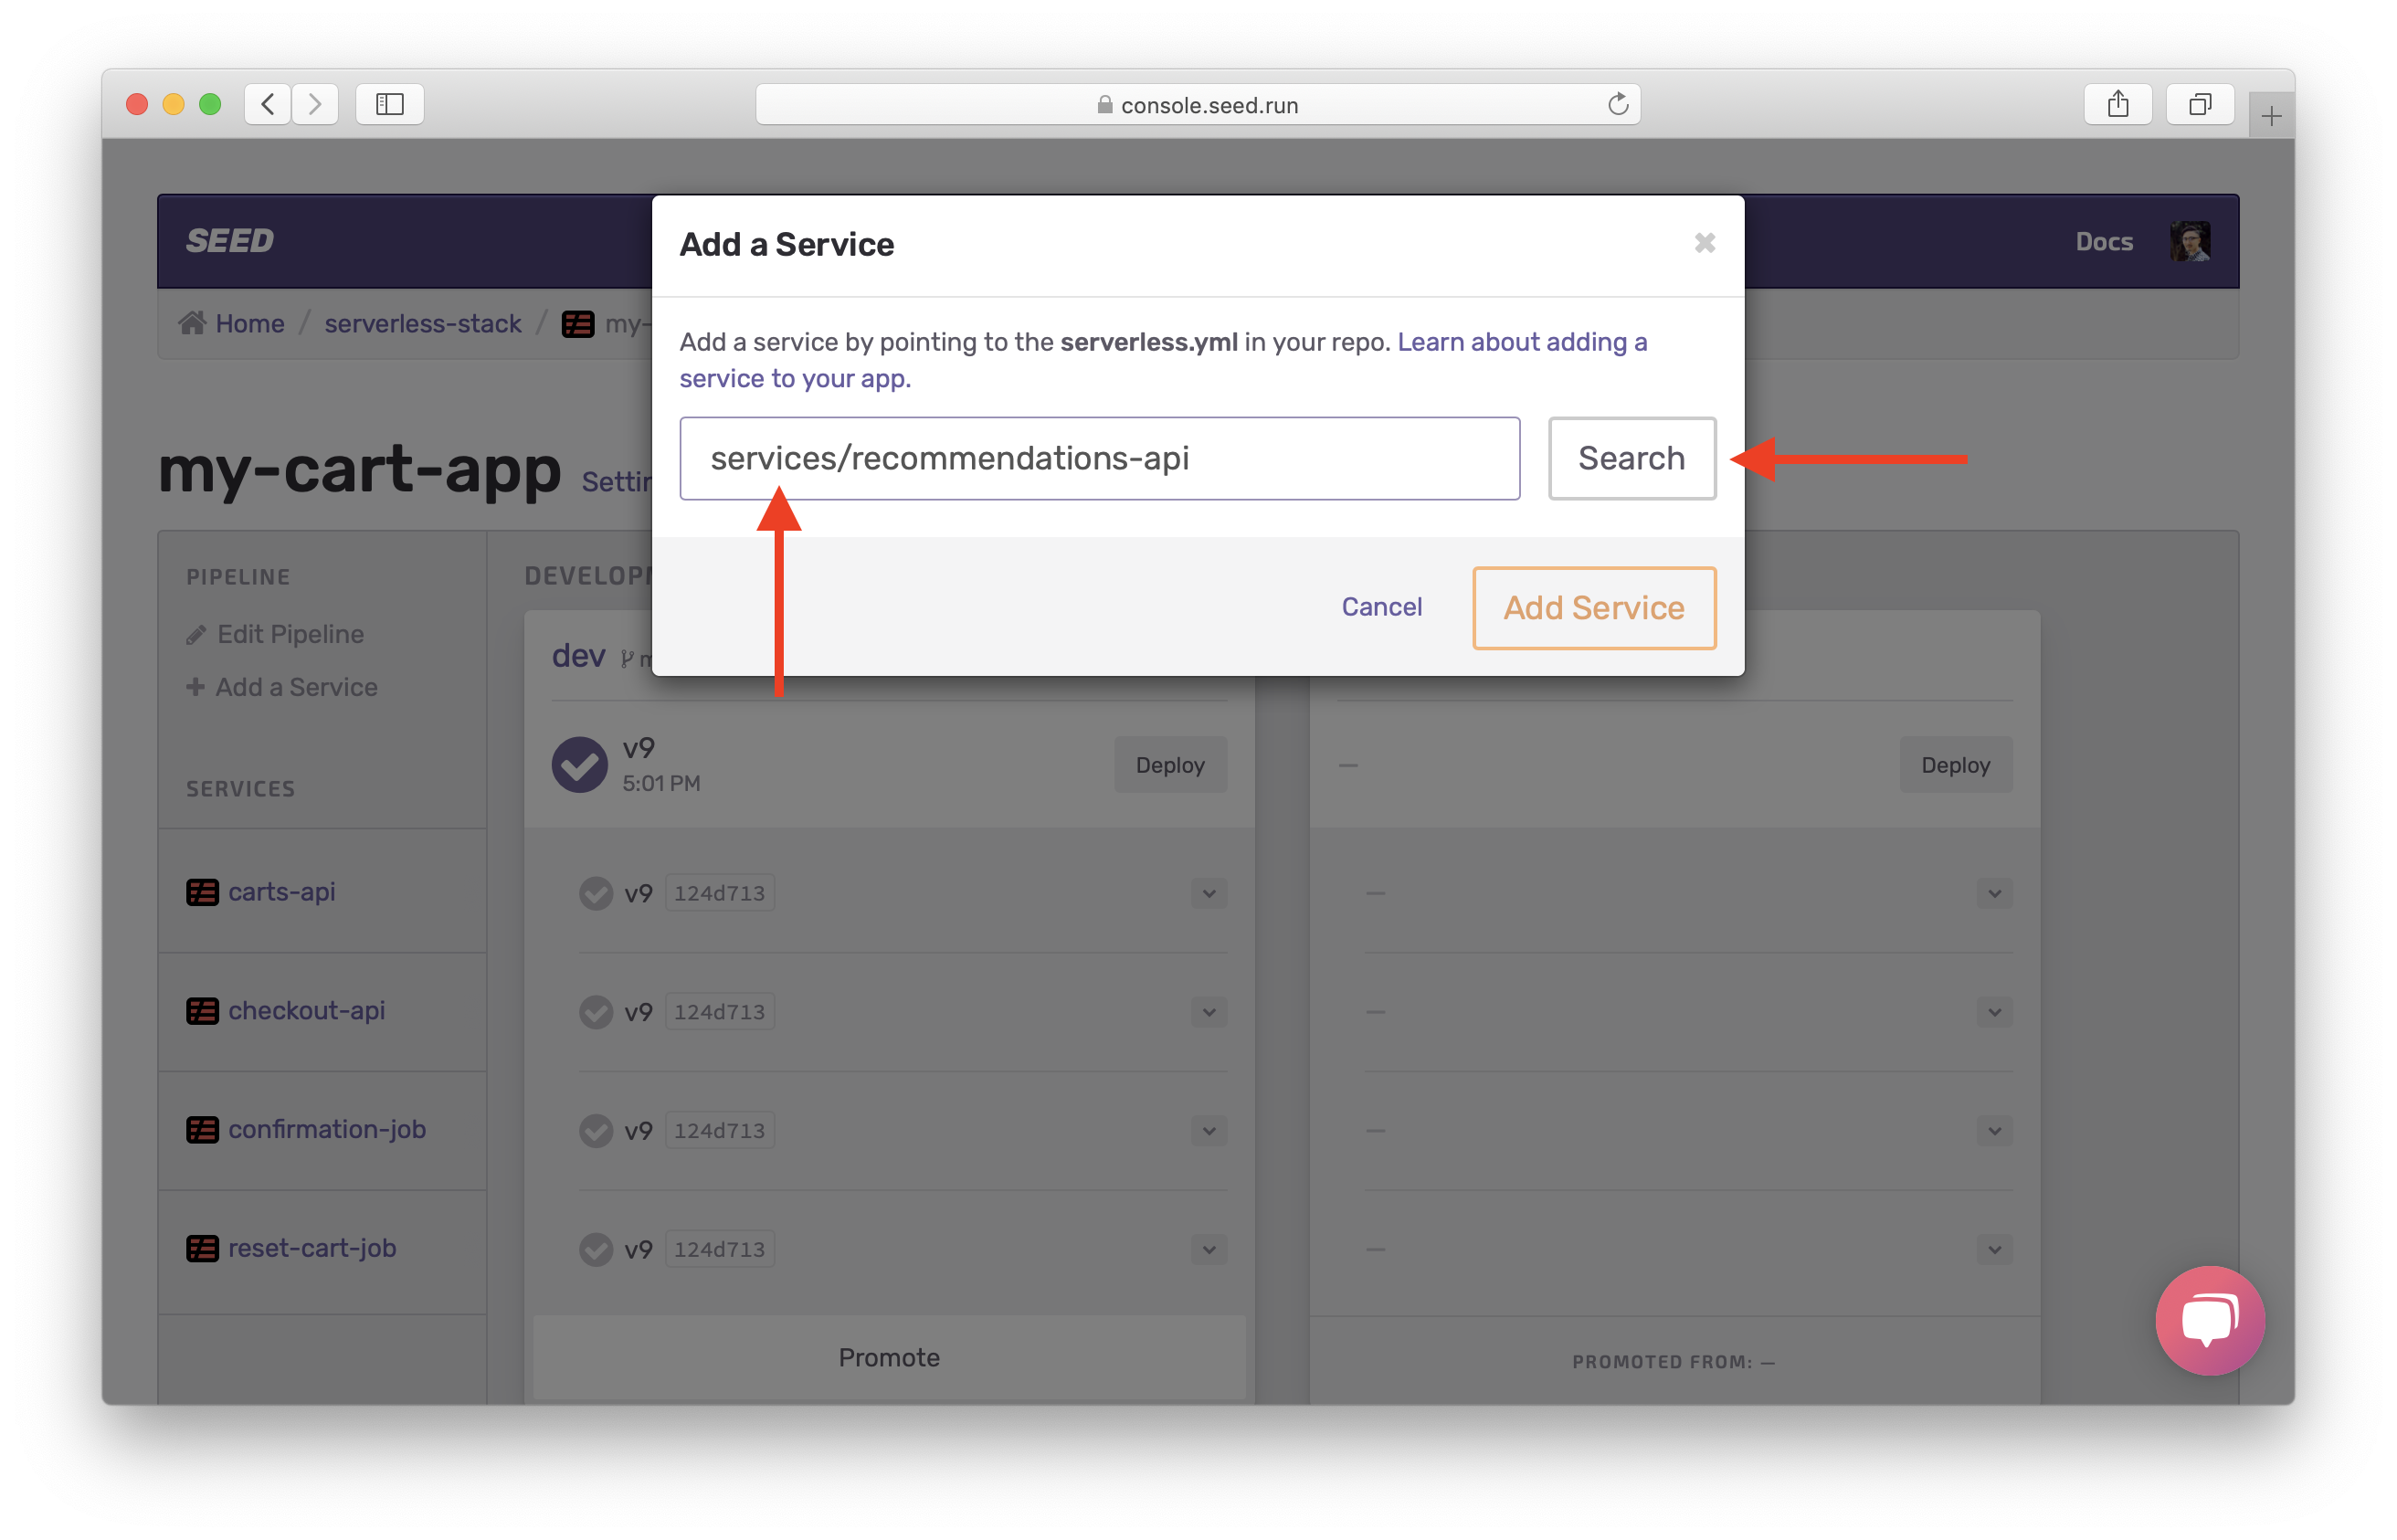 console.seed.run
SEED
Docs
Home / serverless-stack / my-
Add a Service
Add a service by pointing to the serverless.yml in your repo. Learn about adding a
service to your app.
services/recommendations-api
Search
Cancel
Add Service
my-cart-app
PIPELINE
Edit Pipeline
Add a Service
SERVICES
carts-api
checkout-api
confirmation-job
reset-cart-job
dev
v9
5:01 PM
Deploy
v9 124d713
v9 124d713
v9 124d713
v9 124d713
Promote
—
Deploy
—
—
—
—
PROMOTED FROM: —